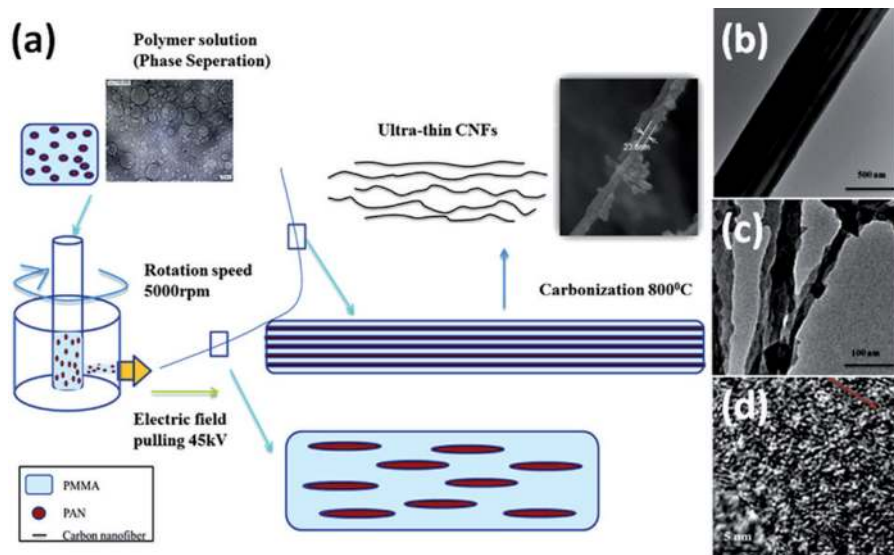 (a)
Polymer solution
(Phase Seperation)
Ultra-thin CNFs
Rotation speed
5000rpm
Carbonization 800⁰C
Electric field
pulling 45kV
PMMA
PAN
Carbon nanofiber
(b)
500 nm
(c)
100 nm
(d)
5 nm